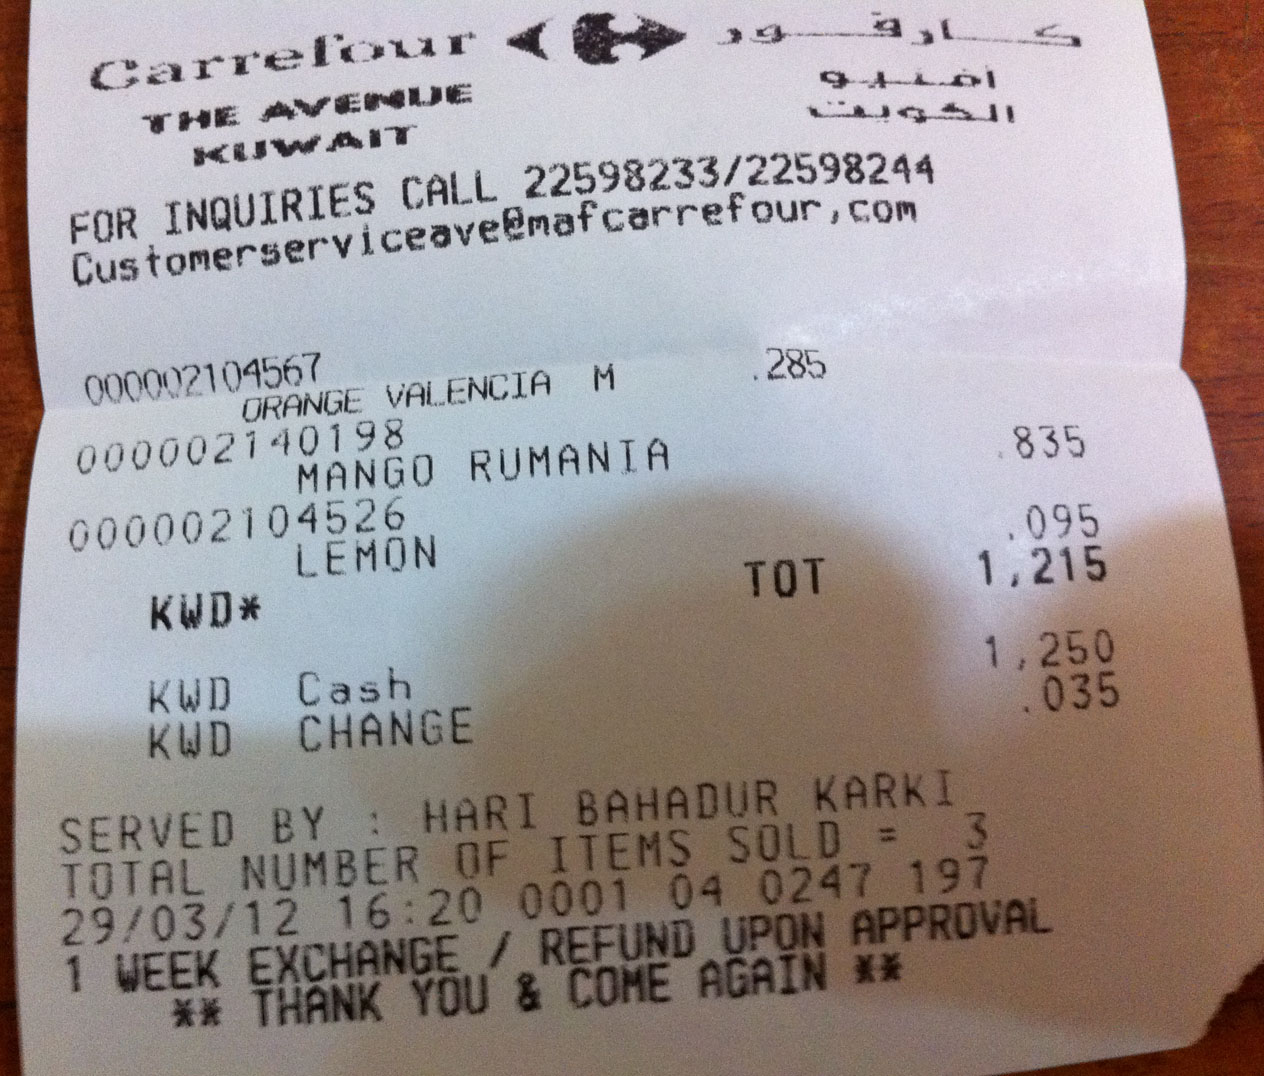 Carrefour كارفور
THE AVENUE افنيو
KUWAIT الكويت
FOR INQUIRIES CALL 22598233/22598244
Customerserviceave@mafcarrefour,com
000002104567
ORANGE VALENCIA M .285
000002140198
MANGO RUMANIA .835
000002104526
LEMON .095
KWD* TOT 1,215
KWD Cash 1,250
KWD CHANGE .035
SERVED BY : HARI BAHADUR KARKI
TOTAL NUMBER OF ITEMS SOLD = 3
29/03/12 16:20 0001 04 0247 197
1 WEEK EXCHANGE / REFUND UPON APPROVAL
** THANK YOU & COME AGAIN **